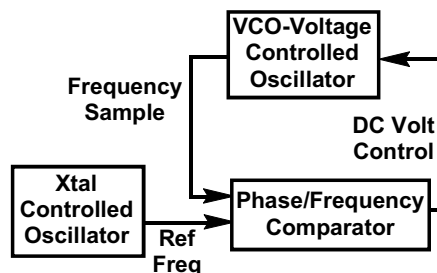 VCO-Voltage
Controlled
Oscillator
Frequency
Sample
DC Volt
Control
Xtal
Controlled
Oscillator
Phase/Frequency
Comparator
Ref
Freq